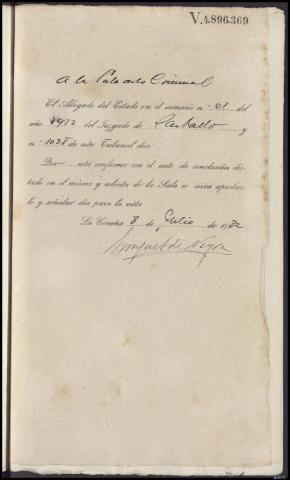 V.4.896.369
A la Sala de lo Criminal
El Abogado del Estado en el sumario n.º 61 del
año 1932 del Juzgado de Carballo y
n.º 1028 de este Tribunal dice:
Que está conforme con el auto de conclusión dic-
tado en el mismo y solicita de la Sala se sirva aprobar-
lo y señalar día para la vista
La Coruña 8 de Julio de 1932